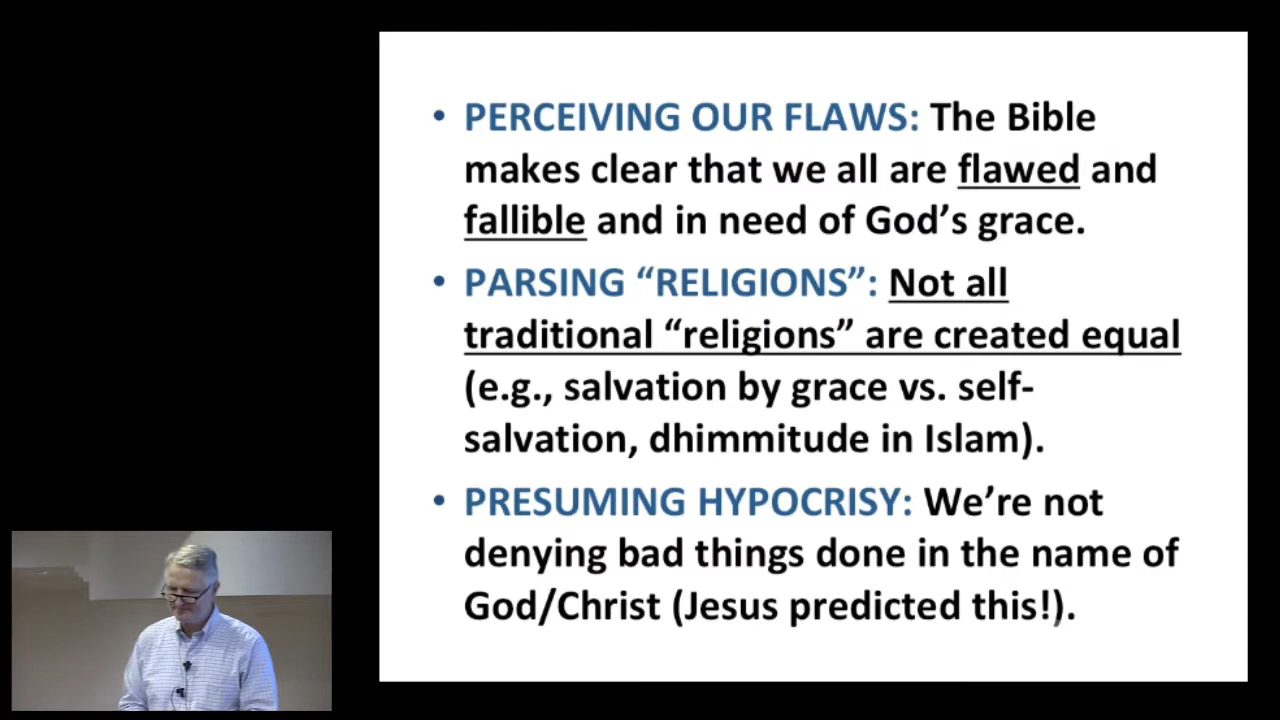 • PERCEIVING OUR FLAWS: The Bible
makes clear that we all are flawed and
fallible and in need of God’s grace.
• PARSING “RELIGIONS”: Not all
traditional “religions” are created equal
(e.g., salvation by grace vs. self-
salvation, dhimmitude in Islam).
• PRESUMING HYPOCRISY: We’re not
denying bad things done in the name of
God/Christ (Jesus predicted this!).